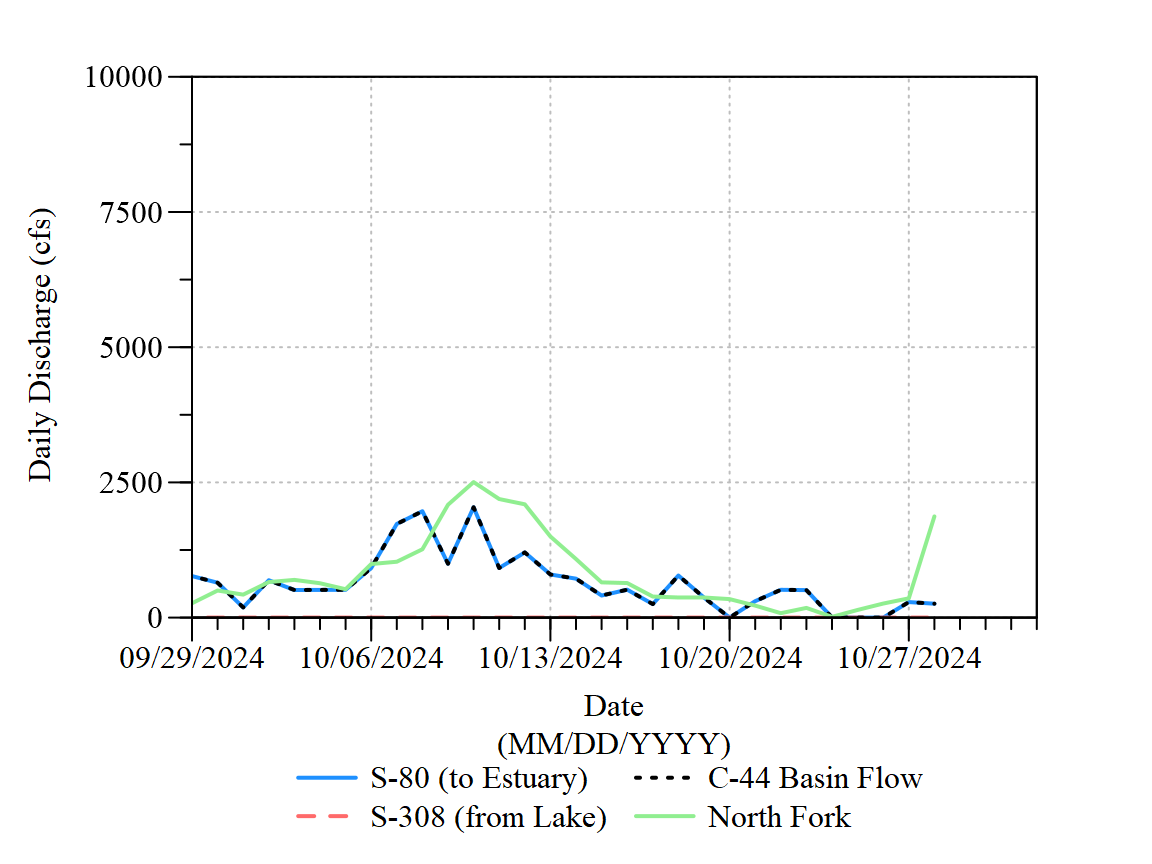 10000
7500
5000
2500
0
Daily Discharge (cfs)
09/29/2024 10/06/2024 10/13/2024 10/20/2024 10/27/2024
Date
(MM/DD/YYYY)
S-80 (to Estuary) C-44 Basin Flow
S-308 (from Lake) North Fork